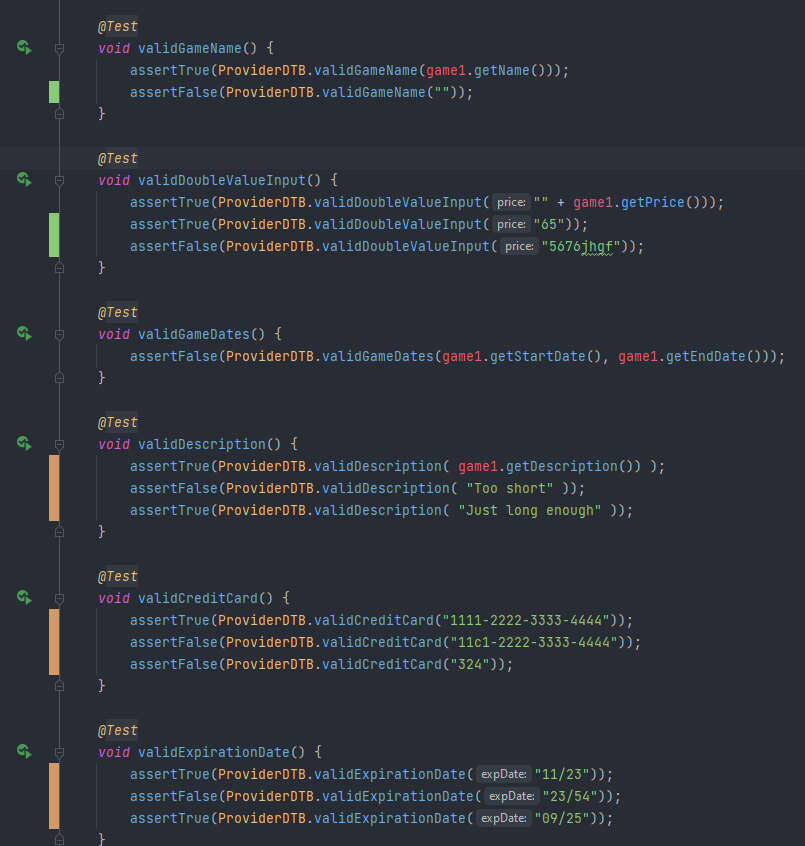 @Test
void validGameName() {
assertTrue(ProviderDTB.validGameName(game1.getName()));
assertFalse(ProviderDTB.validGameName(""));
}
@Test
void validDoubleValueInput() {
assertTrue(ProviderDTB.validDoubleValueInput( price: "" + game1.getPrice()));
assertTrue(ProviderDTB.validDoubleValueInput( price: "65"));
assertFalse(ProviderDTB.validDoubleValueInput( price: "5676jhgf"));
}
@Test
void validGameDates() {
assertFalse(ProviderDTB.validGameDates(game1.getStartDate(), game1.getEndDate()));
}
@Test
void validDescription() {
assertTrue(ProviderDTB.validDescription( game1.getDescription()) );
assertFalse(ProviderDTB.validDescription( "Too short" ));
assertTrue(ProviderDTB.validDescription( "Just long enough" ));
}
@Test
void validCreditCard() {
assertTrue(ProviderDTB.validCreditCard("1111-2222-3333-4444"));
assertFalse(ProviderDTB.validCreditCard("11c1-2222-3333-4444"));
assertFalse(ProviderDTB.validCreditCard("324"));
}
@Test
void validExpirationDate() {
assertTrue(ProviderDTB.validExpirationDate( expDate: "11/23"));
assertFalse(ProviderDTB.validExpirationDate( expDate: "23/54"));
assertTrue(ProviderDTB.validExpirationDate( expDate: "09/25"));
}